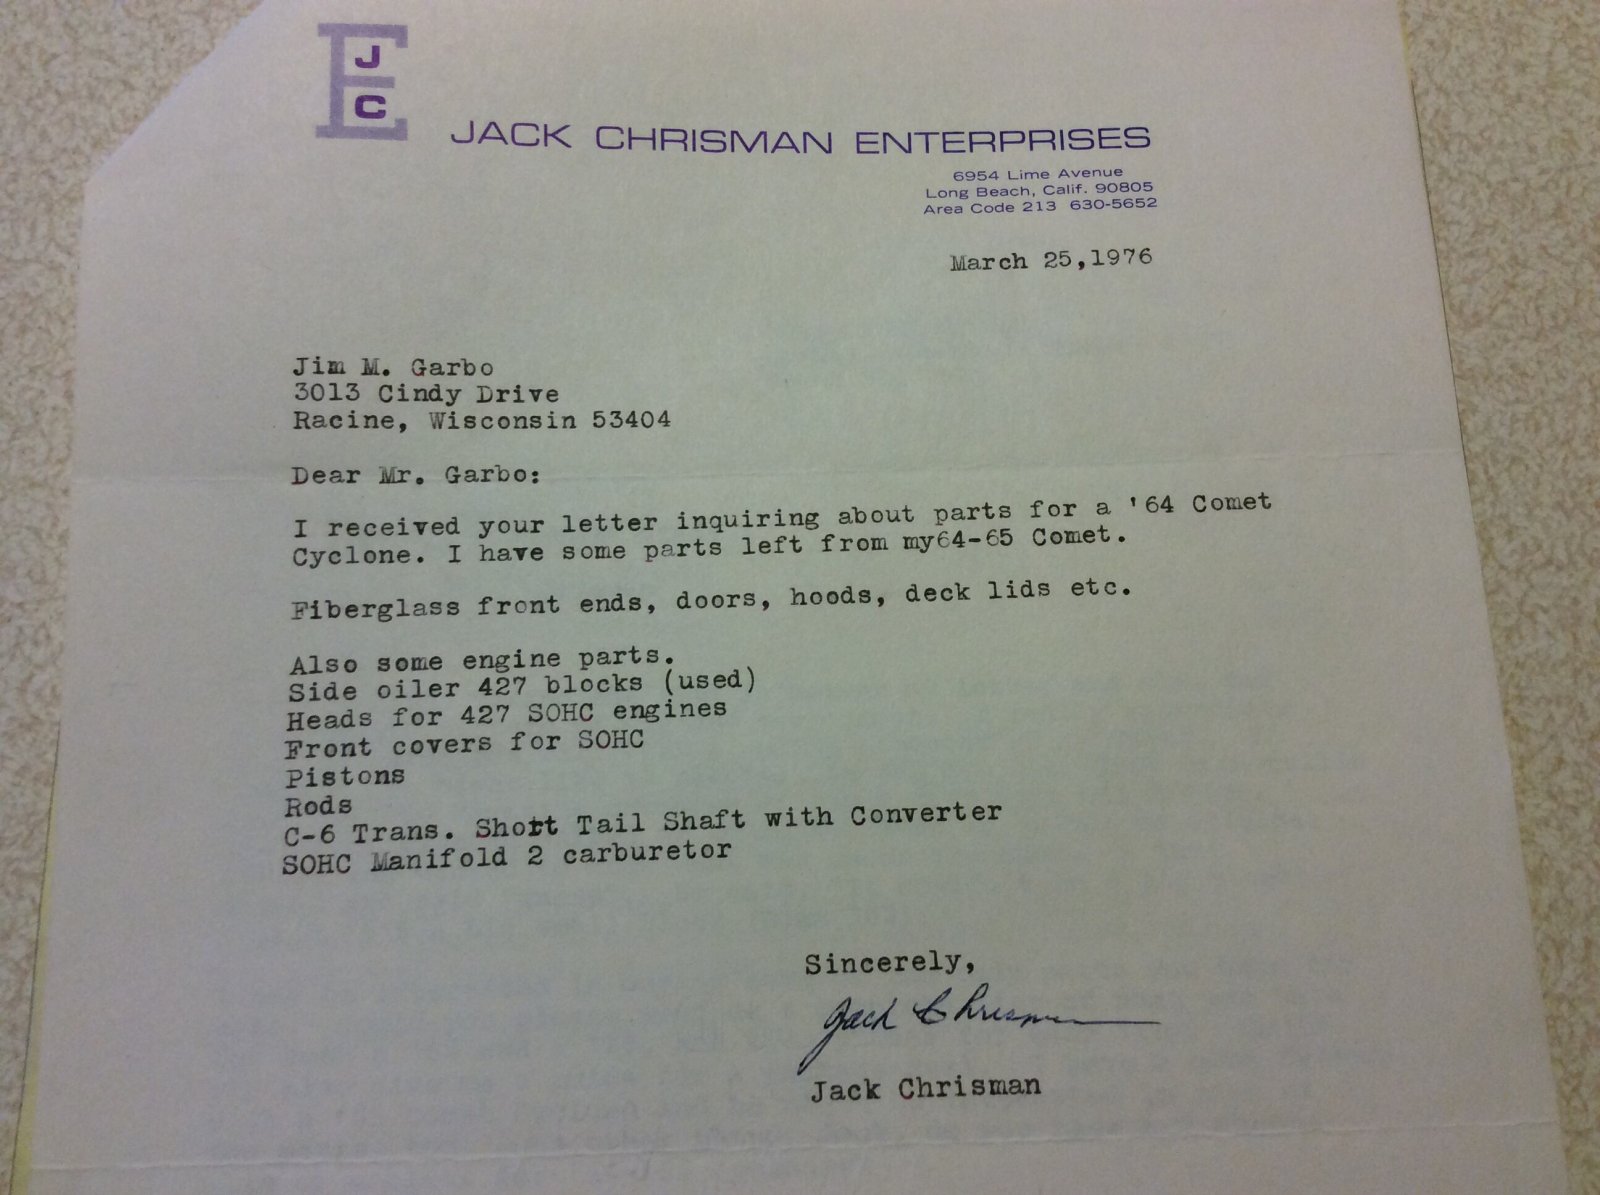 E
J
C
JACK CHRISMAN ENTERPRISES
6954 Lime Avenue
Long Beach, Calif. 90805
Area Code 213 630-5652
March 25,1976
Jim M. Garbo
3013 Cindy Drive
Racine, Wisconsin 53404
Dear Mr. Garbo:
I received your letter inquiring about parts for a '64 Comet
Cyclone. I have some parts left from my64-65 Comet.
Fiberglass front ends, doors, hoods, deck lids etc.
Also some engine parts.
Side oiler 427 blocks (used)
Heads for 427 SOHC engines
Front covers for SOHC
Pistons
Rods
C-6 Trans. Short Tail Shaft with Converter
SOHC Manifold 2 carburetor
Sincerely,
Jack Chrisman
Jack Chrisman